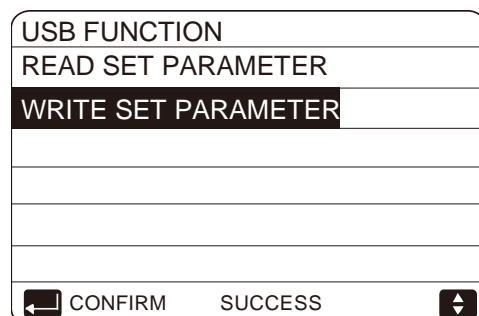 USB FUNCTION
READ SET PARAMETER
WRITE SET PARAMETER
CONFIRM SUCCESS